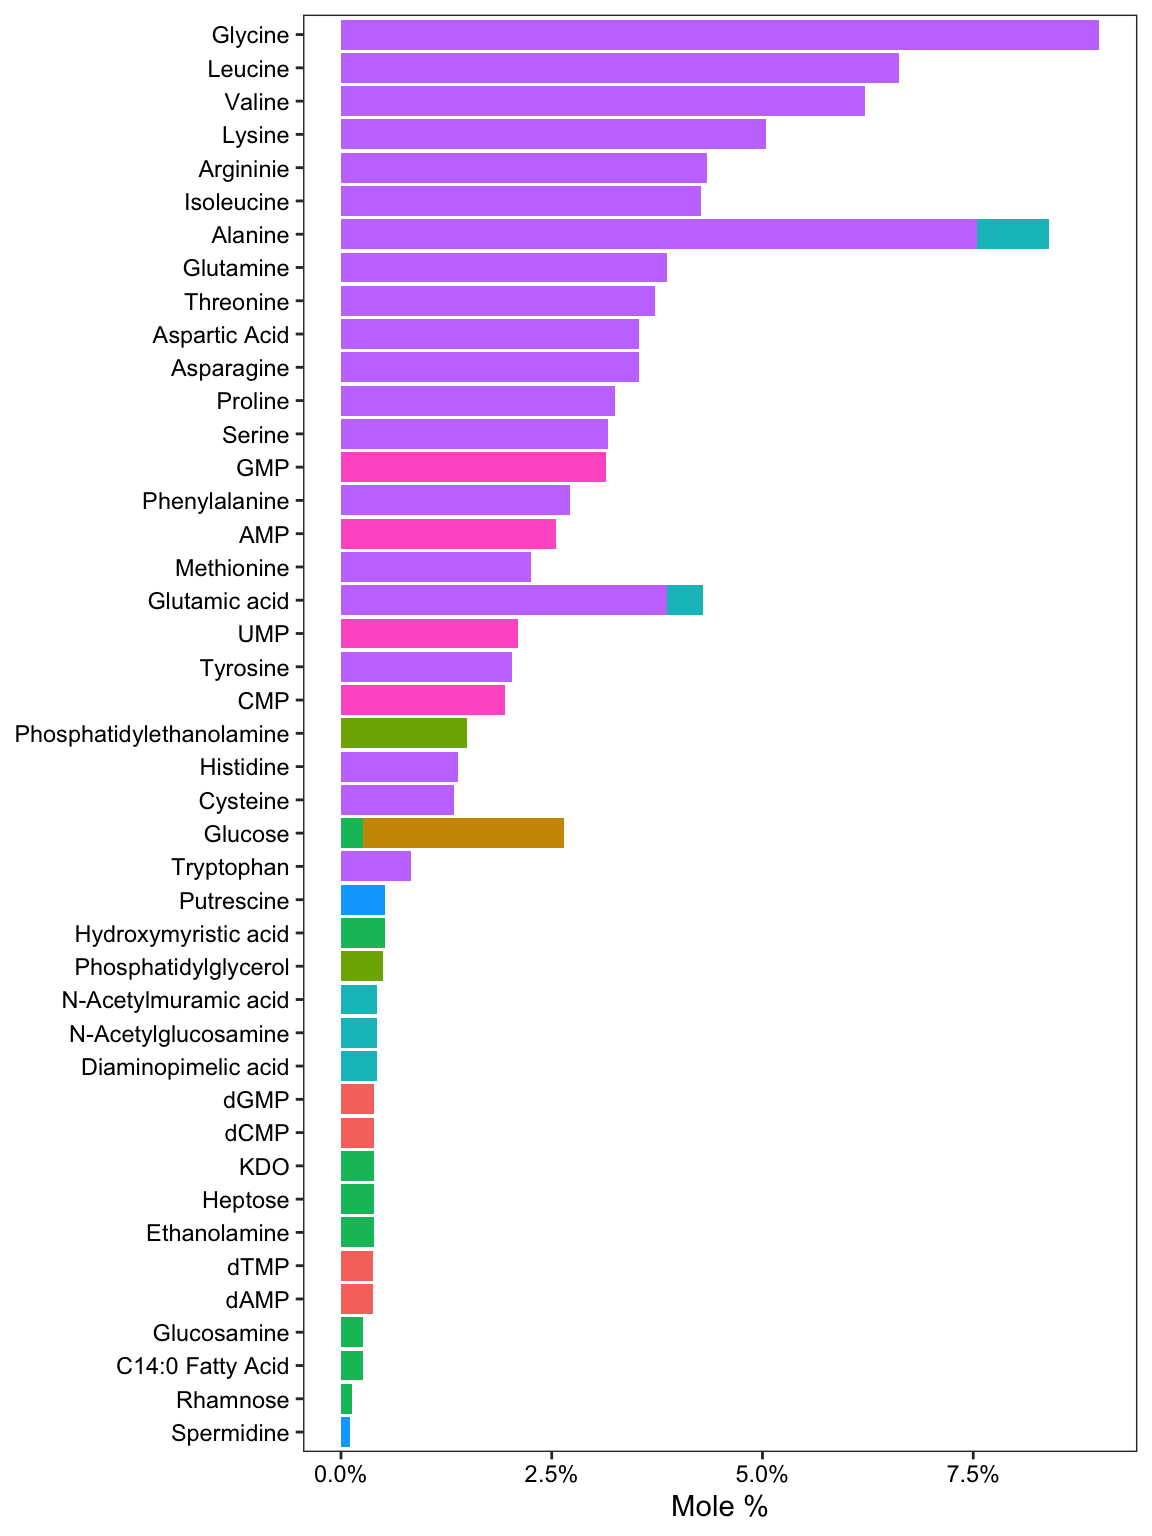 Glycine
Leucine
Valine
Lysine
Argininie
Isoleucine
Alanine
Glutamine
Threonine
Aspartic Acid
Asparagine
Proline
Serine
GMP
Phenylalanine
AMP
Methionine
Glutamic acid
UMP
Tyrosine
CMP
Phosphatidylethanolamine
Histidine
Cysteine
Glucose
Tryptophan
Putrescine
Hydroxymyristic acid
Phosphatidylglycerol
N-Acetylmuramic acid
N-Acetylglucosamine
Diaminopimelic acid
dGMP
dCMP
KDO
Heptose
Ethanolamine
dTMP
dAMP
Glucosamine
C14:0 Fatty Acid
Rhamnose
Spermidine
0.0% 2.5% 5.0% 7.5%
Mole %